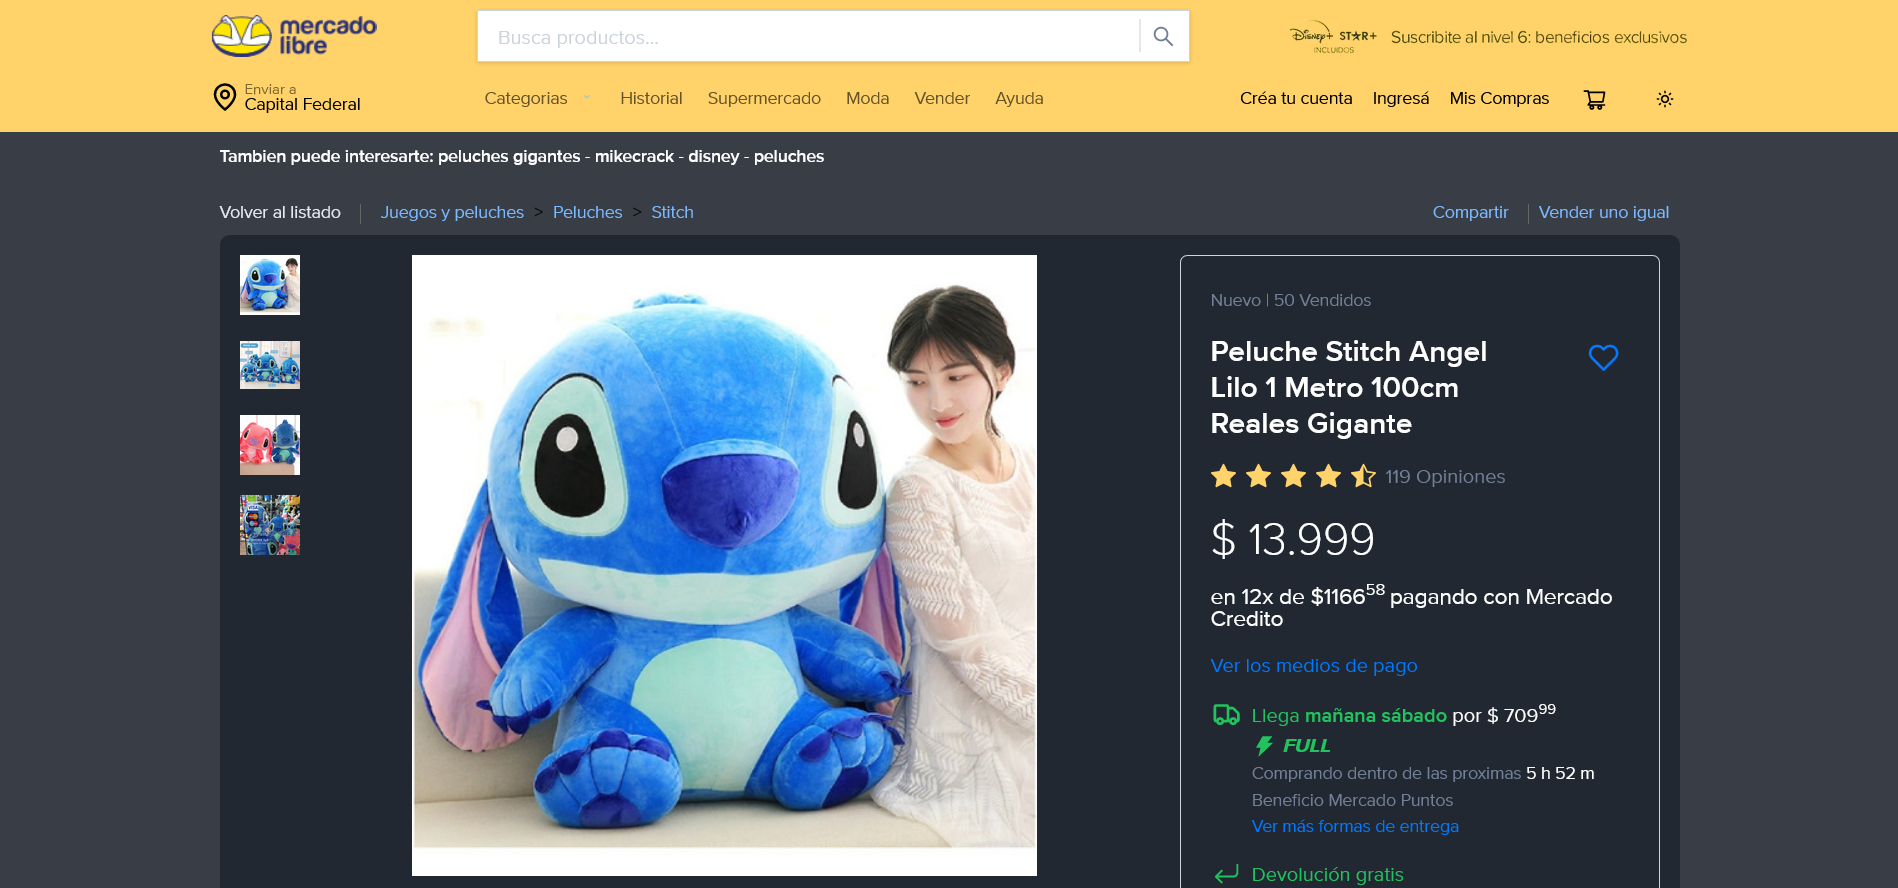 mercado
libre
Busca productos...
Disney+ STAR+
INCLUIDOS
Suscribite al nivel 6: beneficios exclusivos
Enviar a
Capital Federal
Categorias
Historial
Supermercado
Moda
Vender
Ayuda
Créa tu cuenta
Ingresá
Mis Compras
Tambien puede interesarte: peluches gigantes - mikecrack - disney - peluches
Volver al listado
Juegos y peluches > Peluches > Stitch
Compartir
Vender uno igual
Nuevo | 50 Vendidos
Peluche Stitch Angel
Lilo 1 Metro 100cm
Reales Gigante
119 Opiniones
$ 13.999
en 12x de $116658 pagando con Mercado
Credito
Ver los medios de pago
Llega mañana sábado por $ 70999
FULL
Comprando dentro de las proximas 5 h 52 m
Beneficio Mercado Puntos
Ver más formas de entrega
Devolución gratis